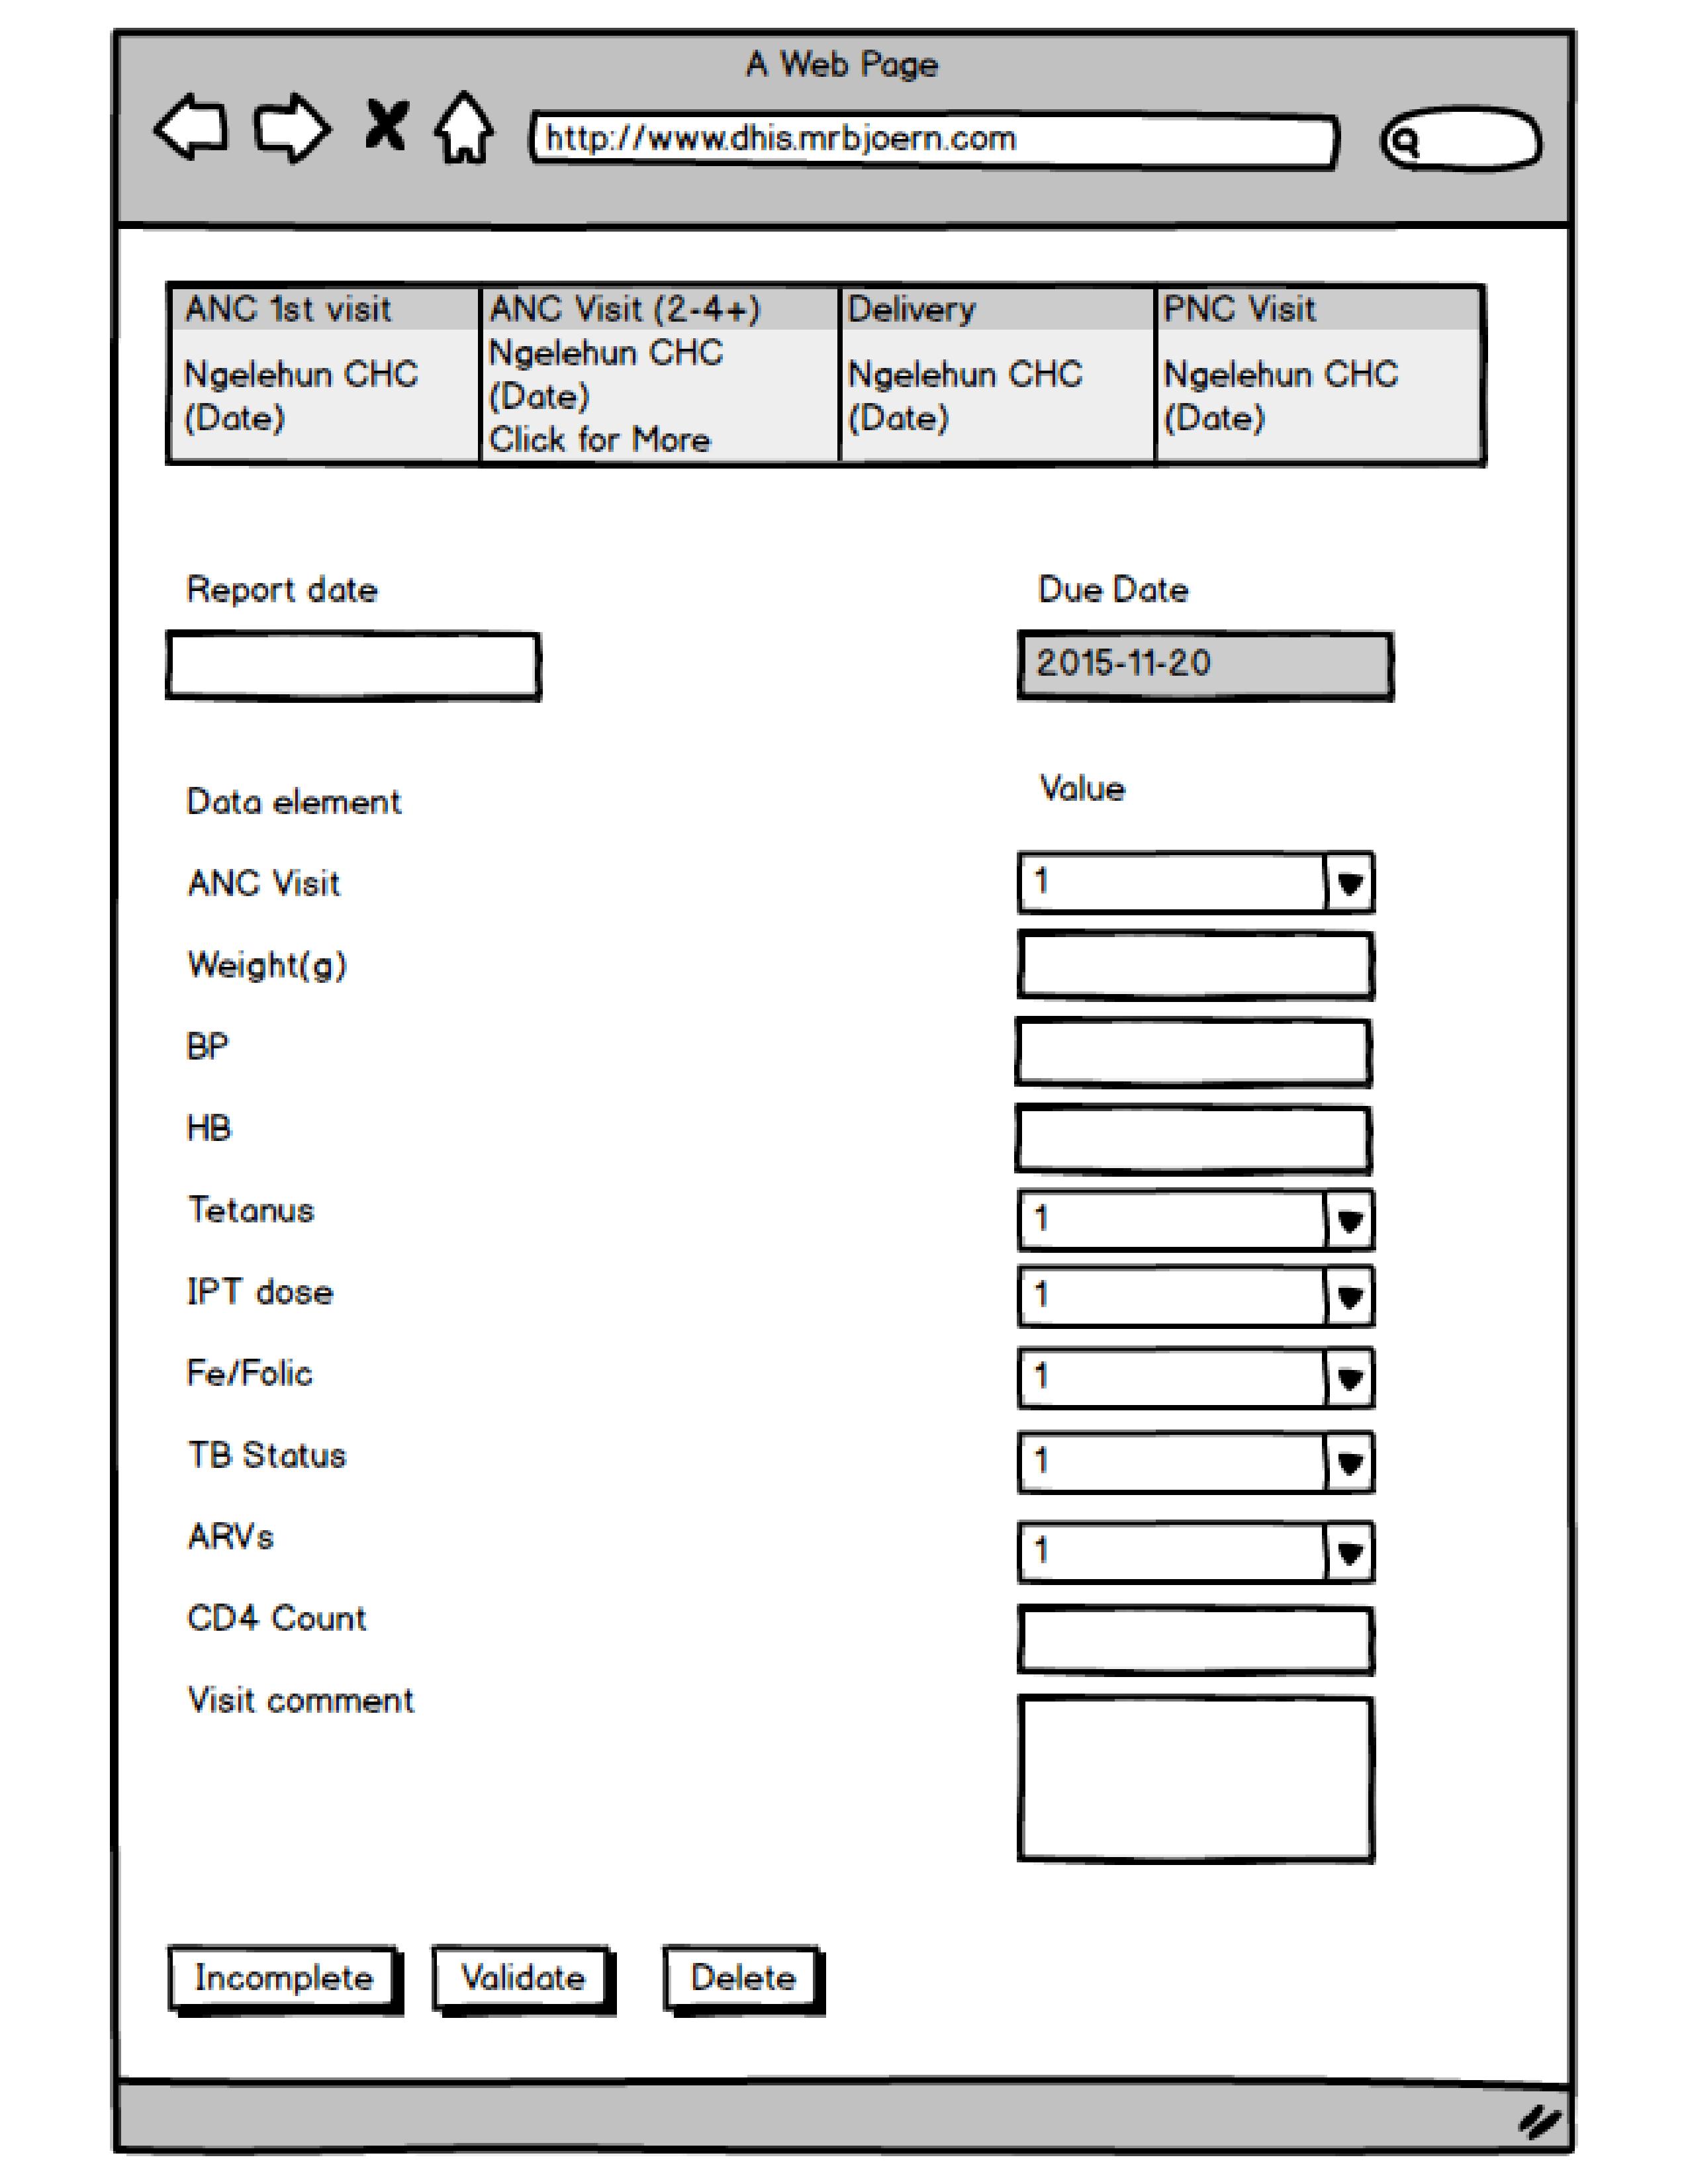 A Web Page
http://www.dhis.mrbjoern.com
ANC 1st visit
ANC Visit (2-4+)
Delivery
PNC Visit
Ngelehun CHC
(Date)
Ngelehun CHC
(Date)
Click for More
Ngelehun CHC
(Date)
Ngelehun CHC
(Date)
Report date
Due Date
2015-11-20
Data element
Value
ANC Visit
1
Weight(g)
BP
HB
Tetanus
1
IPT dose
1
Fe/Folic
1
TB Status
1
ARVs
1
CD4 Count
Visit comment
Incomplete
Validate
Delete